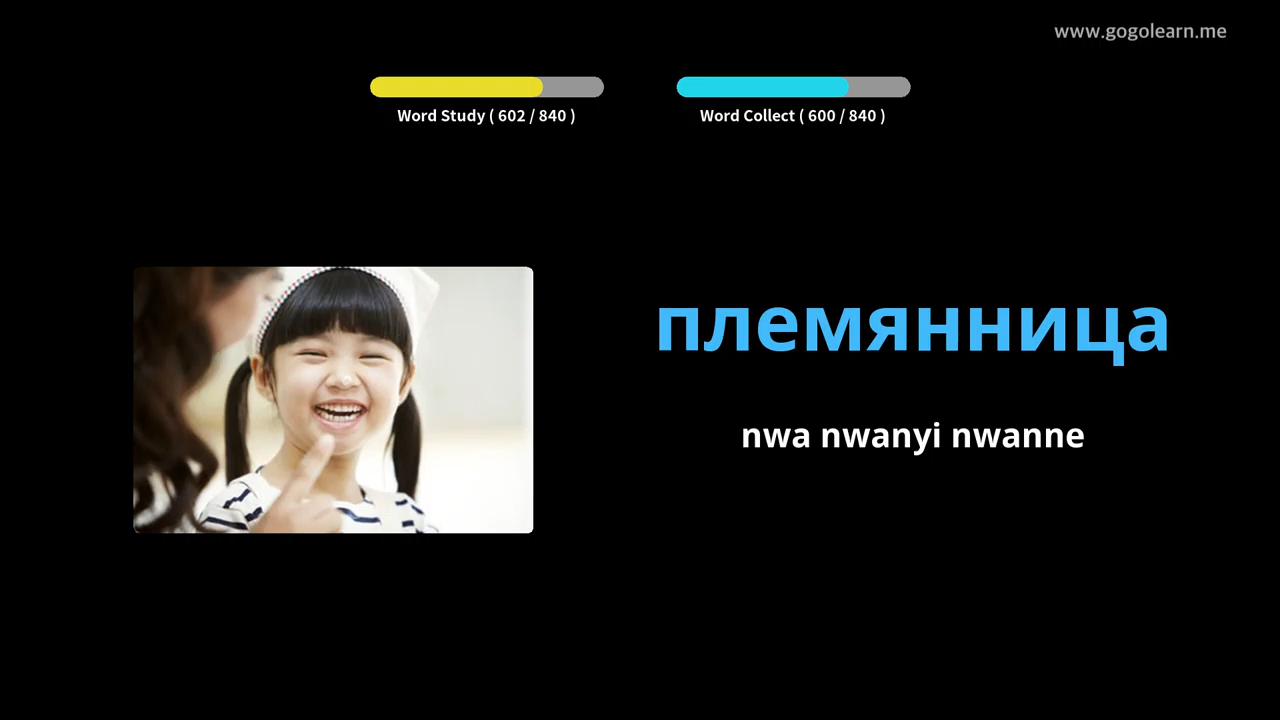 www.gogolearn.me
Word Study ( 602 / 840 )
Word Collect ( 600 / 840 )
племянница
nwa nwanyi nwanne